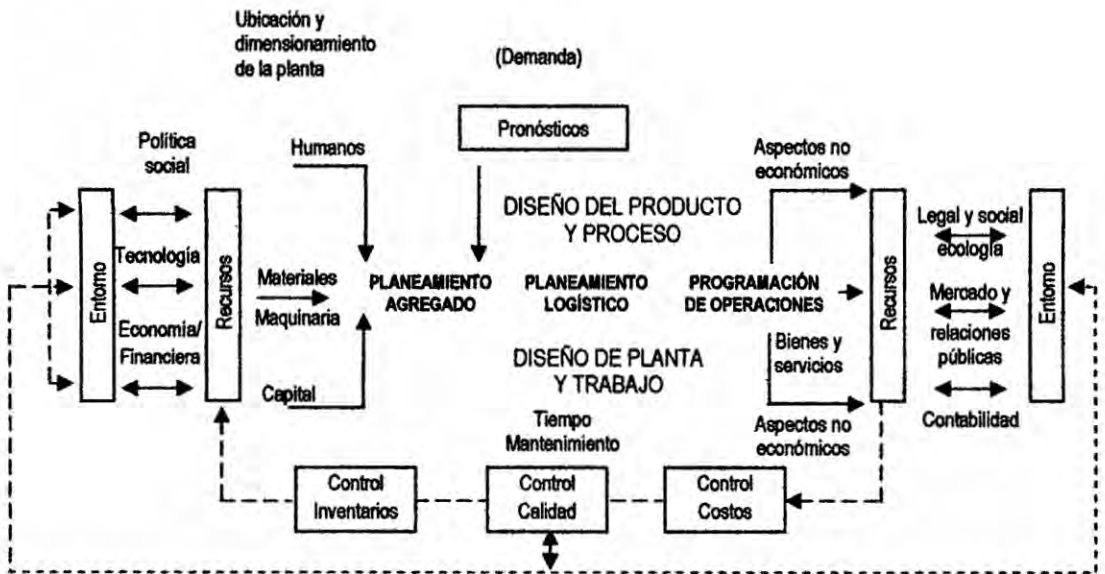 Ubicación y
dimensionamiento
de la planta
(Demanda)
Pronósticos
Política
social
Humanos
Aspectos no
económicos
DISEÑO DEL PRODUCTO
Y PROCESO
Legal y social
ecología
Entorno
Tecnología
Recursos
Materiales
Maquinaria
PLANEAMIENTO
AGREGADO
PLANEAMIENTO
LOGÍSTICO
PROGRAMACIÓN
DE OPERACIONES
Recursos
Mercado y
relaciones
públicas
Entorno
Economía/
Financiera
DISEÑO DE PLANTA
Y TRABAJO
Bienes y
servicios
Capital
Tiempo
Mantenimiento
Aspectos no
económicos
Contabilidad
Control
Inventarios
Control
Calidad
Control
Costos